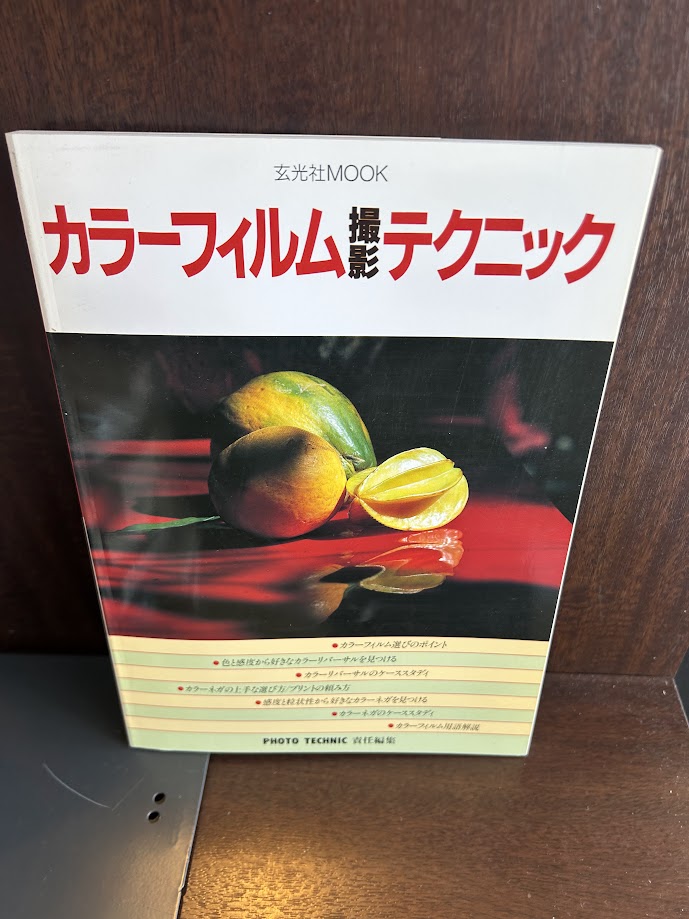 玄光社MOOK
カラーフィルム撮影テクニック
●カラーフィルム選びのポイント
●色と感度から好きなカラーリバーサルを見つける
●カラーリバーサルのケーススタディ
●カラーネガの上手な選び方/プリントの頼み方
●感度と粒状性から好きなカラーネガを見つける
●カラーネガのケーススタディ
●カラーフィルム用語解説
PHOTO TECHNIC 責任編集